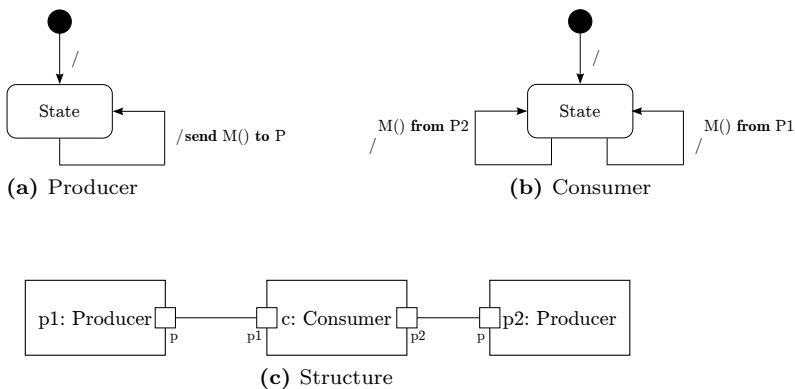 /
State
/send M() to P
(a) Producer
/
State
M() from P2
/
M() from P1
/
(b) Consumer
p1: Producer
p
p1
c: Consumer
p2
p
p2: Producer
(c) Structure